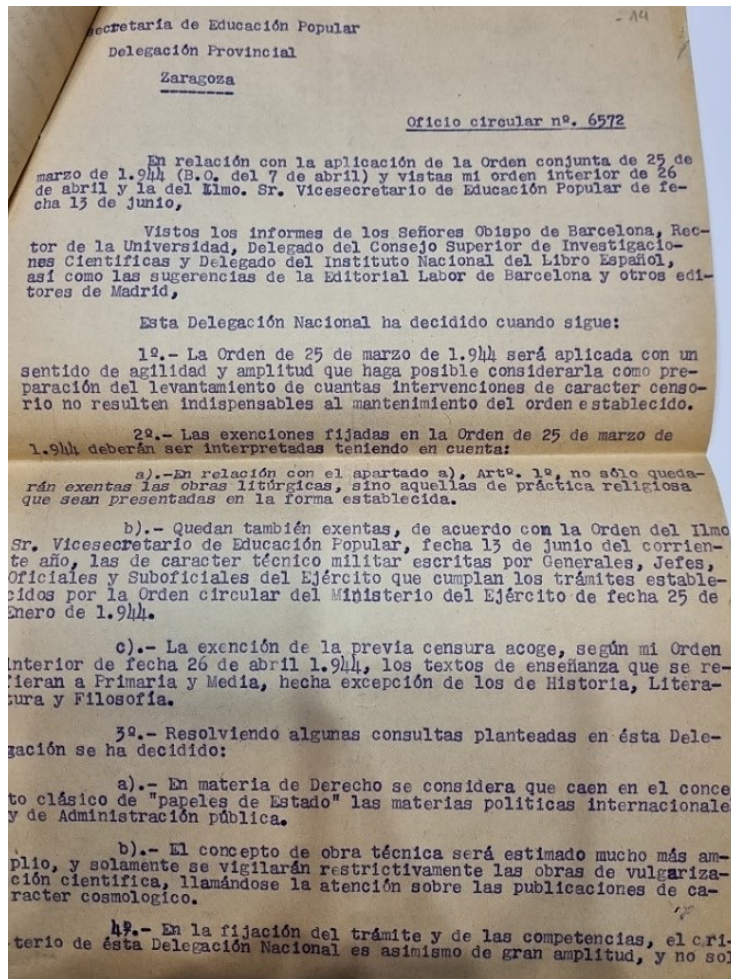 secretaría de Educación Popular
- 14
Delegación Provincial
Zaragoza
Oficio circular nº. 6572
En relación con la aplicación de la Orden conjunta de 25 de
marzo de 1.944 (B.O. del 7 de abril) y vistas mi orden interior de 26
de abril y la del Ilmo. Sr. Vicesecretario de Educación Popular de fe-
cha 13 de junio,
Vistos los informes de los Señores Obispo de Barcelona, Rec-
tor de la Universidad, Delegado del Consejo Superior de Investigacio-
nes Científicas y Delegado del Instituto Nacional del Libro Español,
así como las sugerencias de la Editorial Labor de Barcelona y otros edi-
tores de Madrid,
Esta Delegación Nacional ha decidido cuando sigue:
1º.- La Orden de 25 de marzo de 1.944 será aplicada con un
sentido de agilidad y amplitud que haga posible considerarla como pre-
paración del levantamiento de cuantas intervenciones de caracter censo-
rio no resulten indispensables al mantenimiento del orden establecido.
2º.- Las exenciones fijadas en la Orden de 25 de marzo de
1.944 deberán ser interpretadas teniendo en cuenta:
a).-En relación con el apartado a), Artº. 1º, no sólo queda-
rán exentas las obras litúrgicas, sino aquellas de práctica religiosa
que sean presentadas en la forma establecida.
b).- Quedan también exentas, de acuerdo con la Orden del Ilmo
Sr. Vicesecretario de Educación Popular, fecha 13 de junio del corrien-
te año, las de caracter técnico militar escritas por Generales, Jefes,
Oficiales y Suboficiales del Ejército que cumplan los trámites estable-
cidos por la Orden circular del Ministerio del Ejército de fecha 25 de
Enero de 1.944.
c).- La exención de la previa censura acoge, según mi Orden
interior de fecha 26 de abril 1.944, los textos de enseñanza que se re-
fieran a Primaria y Media, hecha excepción de los de Historia, Litera-
tura y Filosofía.
3º.- Resolviendo algunas consultas planteadas en ésta Dele-
gación se ha decidido:
a).- En materia de Derecho se considera que caen en el conce
to clásico de "papeles de Estado" las materias politicas internacionale
y de Administración pública.
b).- El concepto de obra técnica será estimado mucho más am-
plio, y solamente se vigilarán restrictivamente las obras de vulgariza-
ción científica, llamándose la atención sobre las publicaciones de ca-
racter cosmologico.
4º.- En la fijación del trámite y de las competencias, el cri-
terio de ésta Delegación Nacional es asimismo de gran amplitud, y no sol